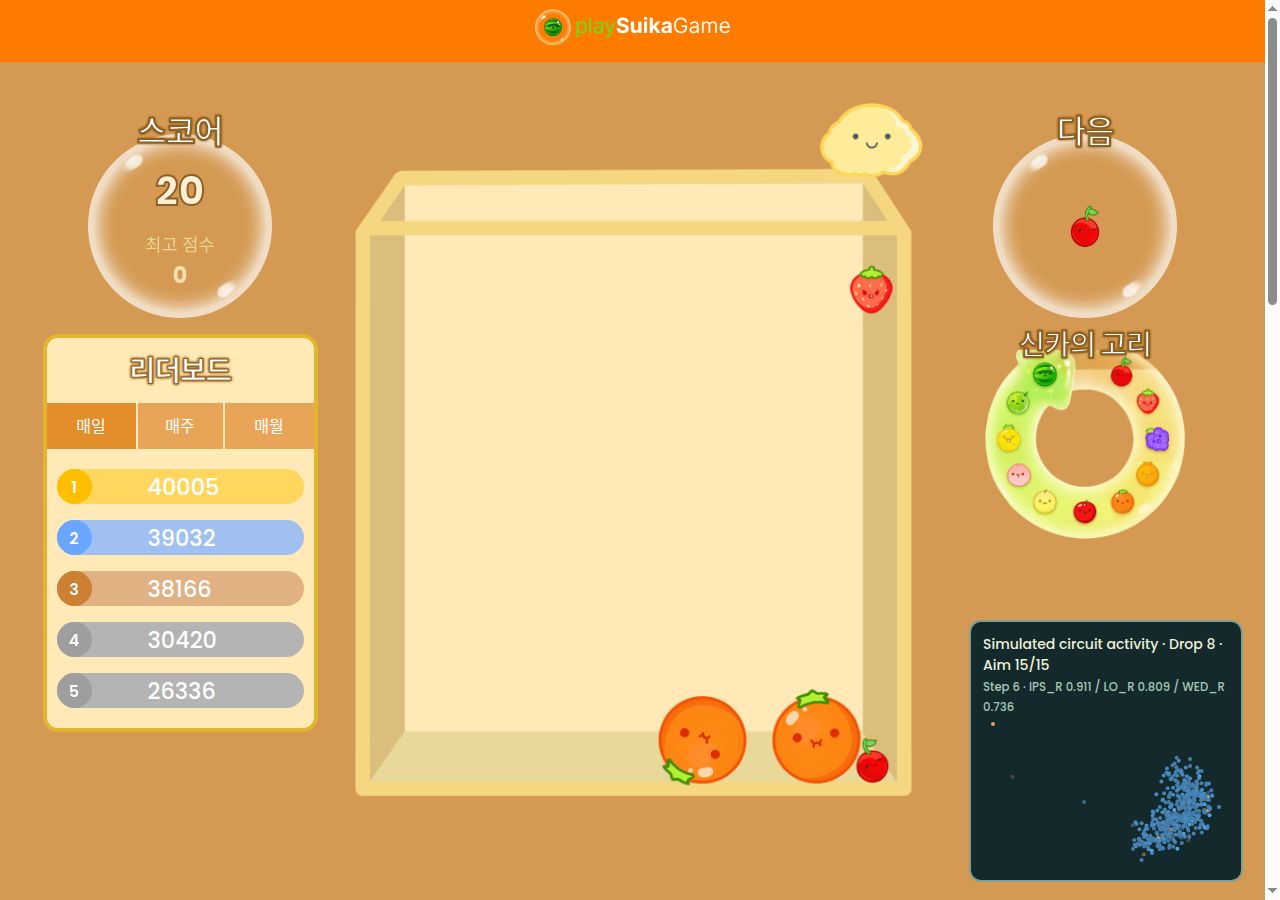 playSuikaGame
스코어
20
최고 점수
0
다음
신카의 고리
리더보드
매일 매주 매월
1 40005
2 39032
3 38166
4 30420
5 26336
Simulated circuit activity · Drop 8 ·
Aim 15/15
Step 6 · IPS_R 0.911 / LO_R 0.809 / WED_R
0.736